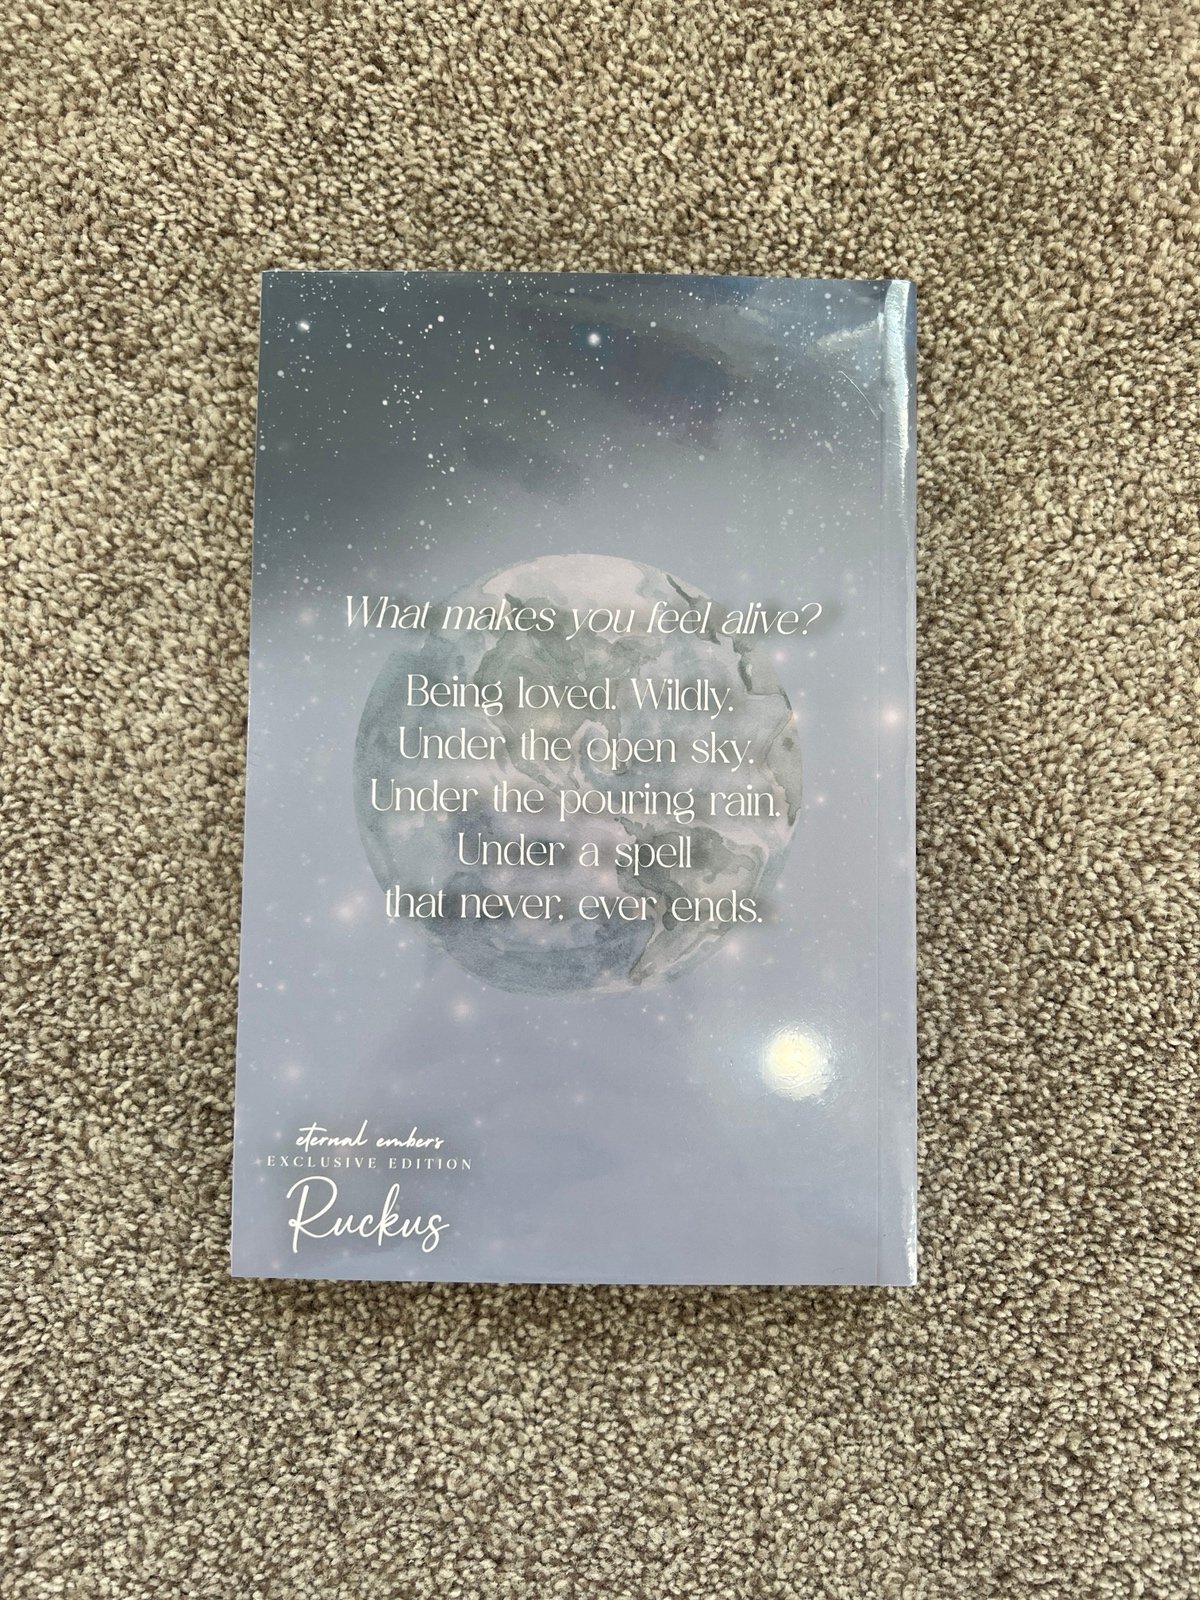 What makes you feel alive?
Being loved. Wildly.
Under the open sky.
Under the pouring rain.
Under a spell
that never, ever ends.
eternal embers
EXCLUSIVE EDITION
Ruckus